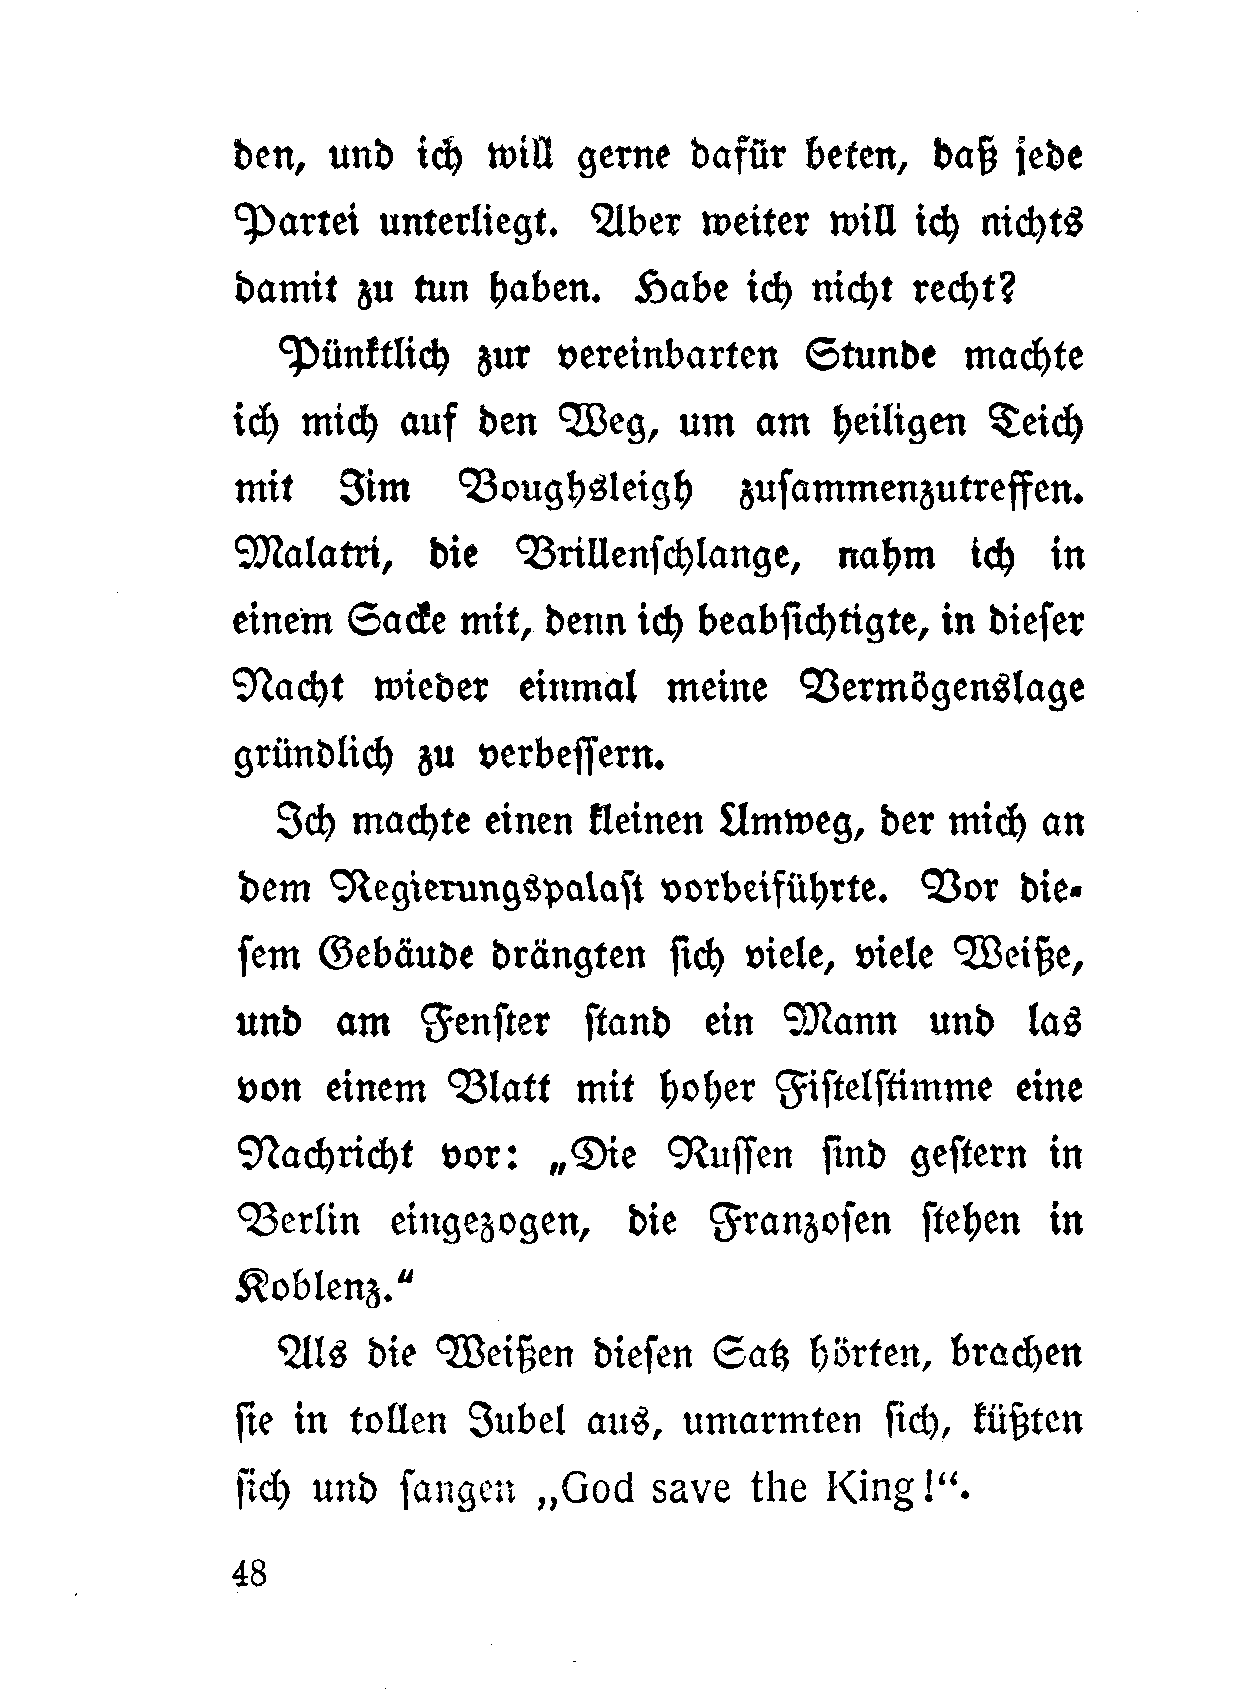 den, und ich will gerne dafür beten, daß jede
Partei unterliegt. Aber weiter will ich nichts
damit zu tun haben. Habe ich nicht recht?
Pünktlich zur vereinbarten Stunde machte
ich mich auf den Weg, um am heiligen Teich
mit Jim Boughsleigh zusammenzutreffen.
Malatri, die Brillenschlange, nahm ich in
einem Sacke mit, denn ich beabsichtigte, in dieser
Nacht wieder einmal meine Vermögenslage
gründlich zu verbessern.
Ich machte einen kleinen Umweg, der mich an
dem Regierungspalast vorbeiführte. Vor die-
sem Gebäude drängten sich viele, viele Weiße,
und am Fenster stand ein Mann und las
von einem Blatt mit hoher Fistelstimme eine
Nachricht vor: „Die Russen sind gestern in
Berlin eingezogen, die Franzosen stehen in
Koblenz.“
Als die Weißen diesen Satz hörten, brachen
sie in tollen Jubel aus, umarmten sich, küßten
sich und sangen „God save the King!“.
48